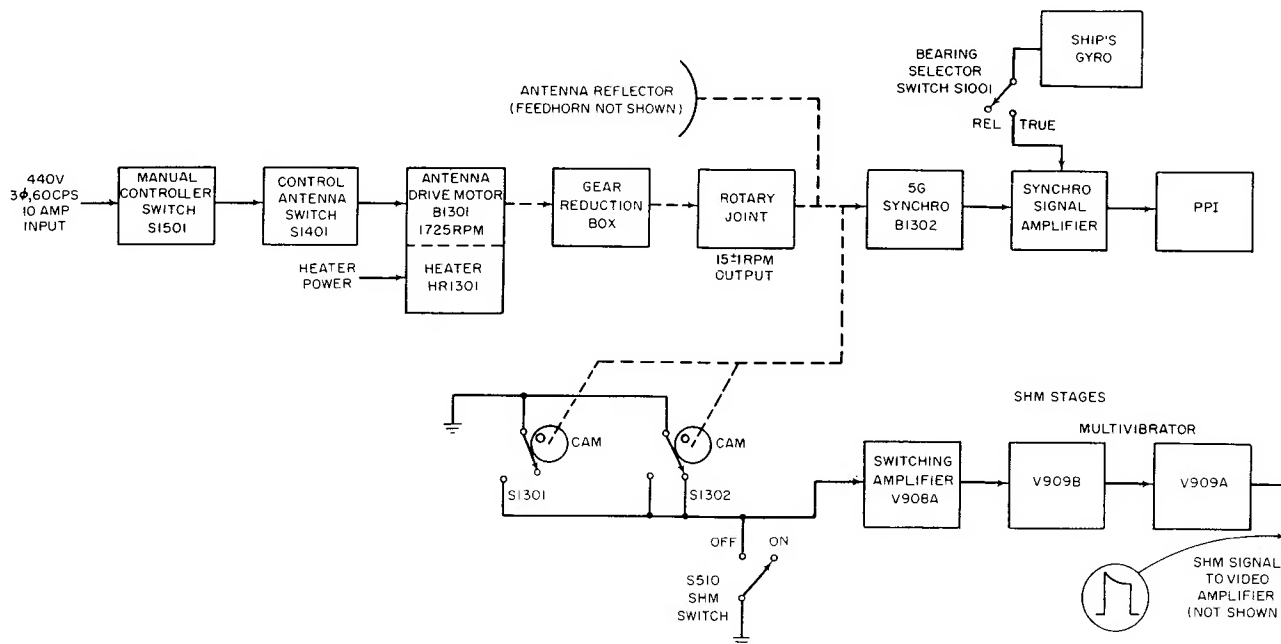 SHIP'S
GYRO
BEARING
SELECTOR
SWITCH S1001
REL
TRUE
ANTENNA REFLECTOR
(FEEDHORN NOT SHOWN)
440V
3ϕ,60CPS
10 AMP
INPUT
MANUAL
CONTROLLER
SWITCH
S1501
CONTROL
ANTENNA
SWITCH
S1401
ANTENNA
DRIVE MOTOR
B1301
1725RPM
HEATER
POWER
HEATER
HR1301
GEAR
REDUCTION
BOX
ROTARY
JOINT
15±1RPM
OUTPUT
5G
SYNCHRO
B1302
SYNCHRO
SIGNAL
AMPLIFIER
PPI
CAM
CAM
S1301
S1302
OFF
ON
S510
SHM
SWITCH
SHM STAGES
MULTIVIBRATOR
SWITCHING
AMPLIFIER
V908A
V909B
V909A
SHM SIGNAL
TO VIDEO
AMPLIFIER
(NOT SHOWN